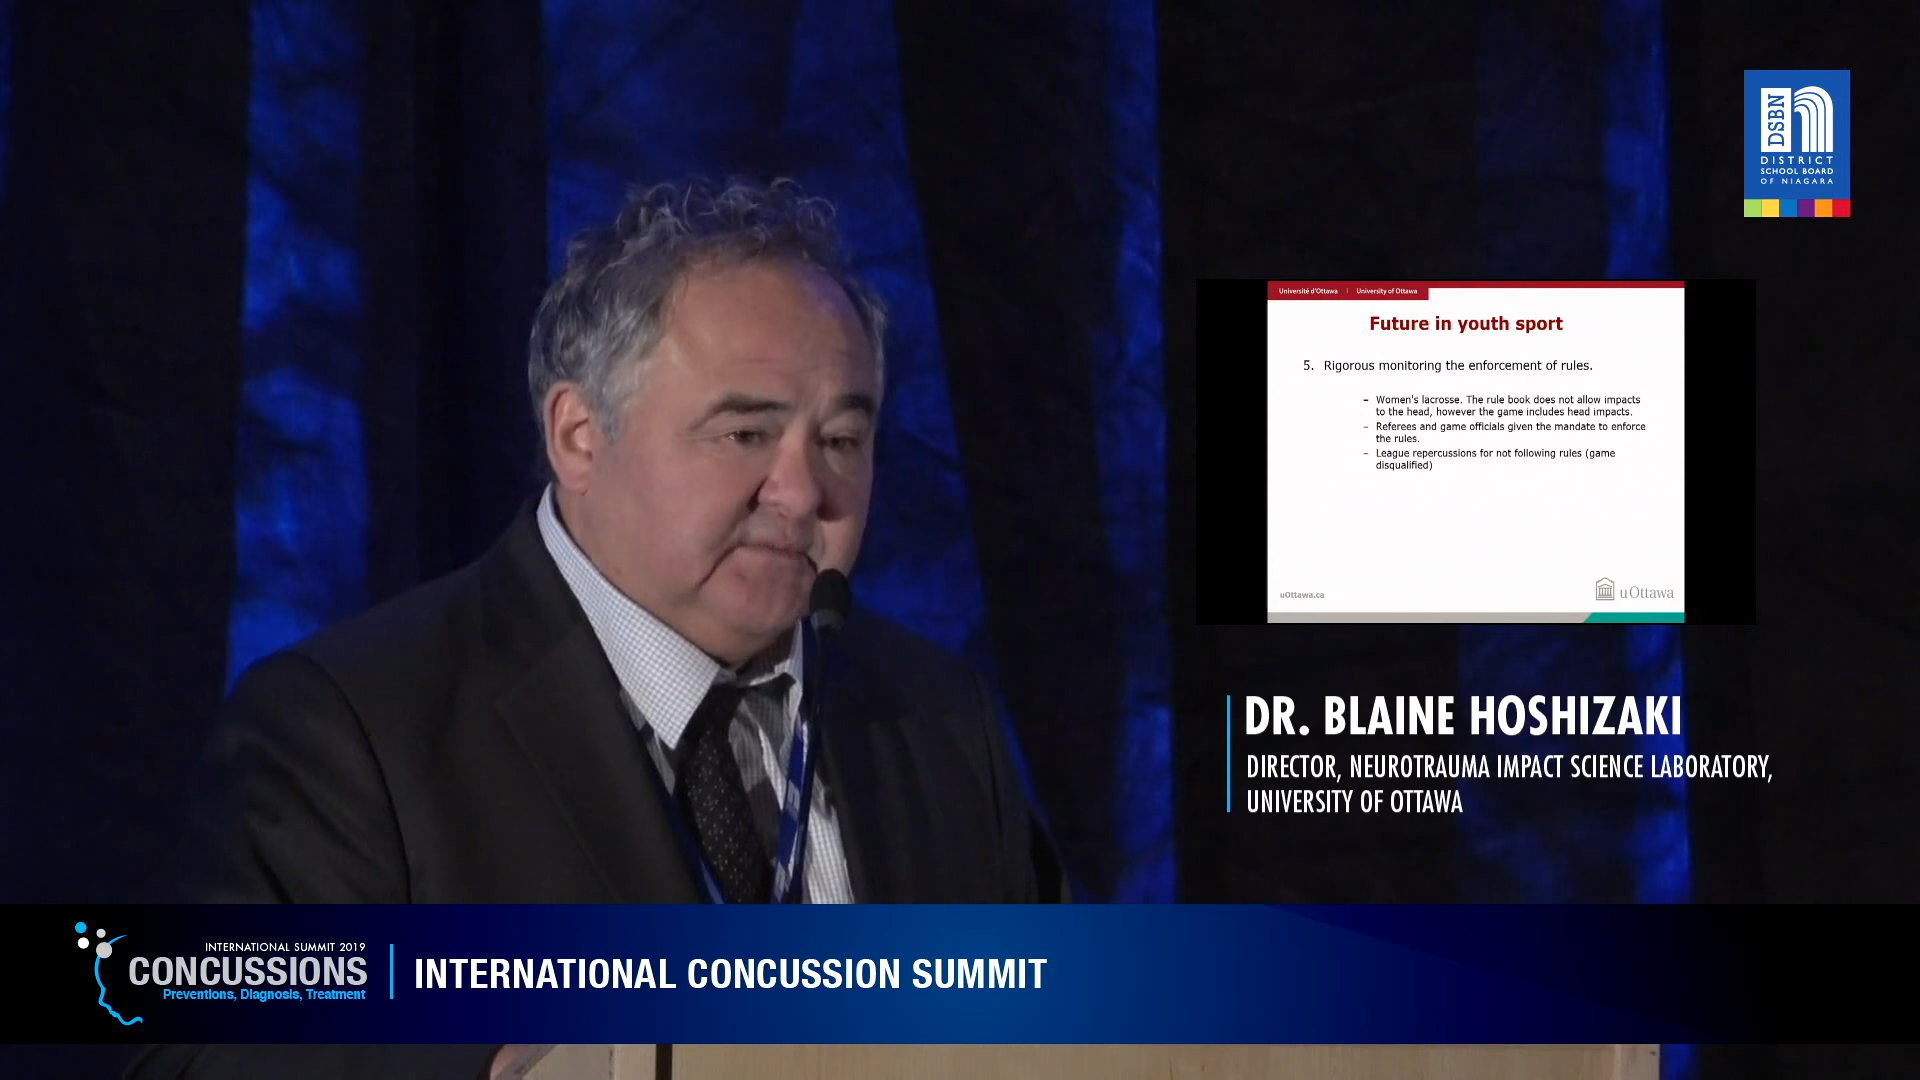 DSBN
DISTRICT
SCHOOL BOARD
OF NIAGARA
Université d'Ottawa | University of Ottawa
Future in youth sport
5. Rigorous monitoring the enforcement of rules.
– Women's lacrosse. The rule book does not allow impacts
to the head, however the game includes head impacts.
– Referees and game officials given the mandate to enforce
the rules.
– League repercussions for not following rules (game
disqualified)
uOttawa.ca
uOttawa
DR. BLAINE HOSHIZAKI
DIRECTOR, NEUROTRAUMA IMPACT SCIENCE LABORATORY,
UNIVERSITY OF OTTAWA
INTERNATIONAL SUMMIT 2019
CONCUSSIONS
Preventions, Diagnosis, Treatment
INTERNATIONAL CONCUSSION SUMMIT